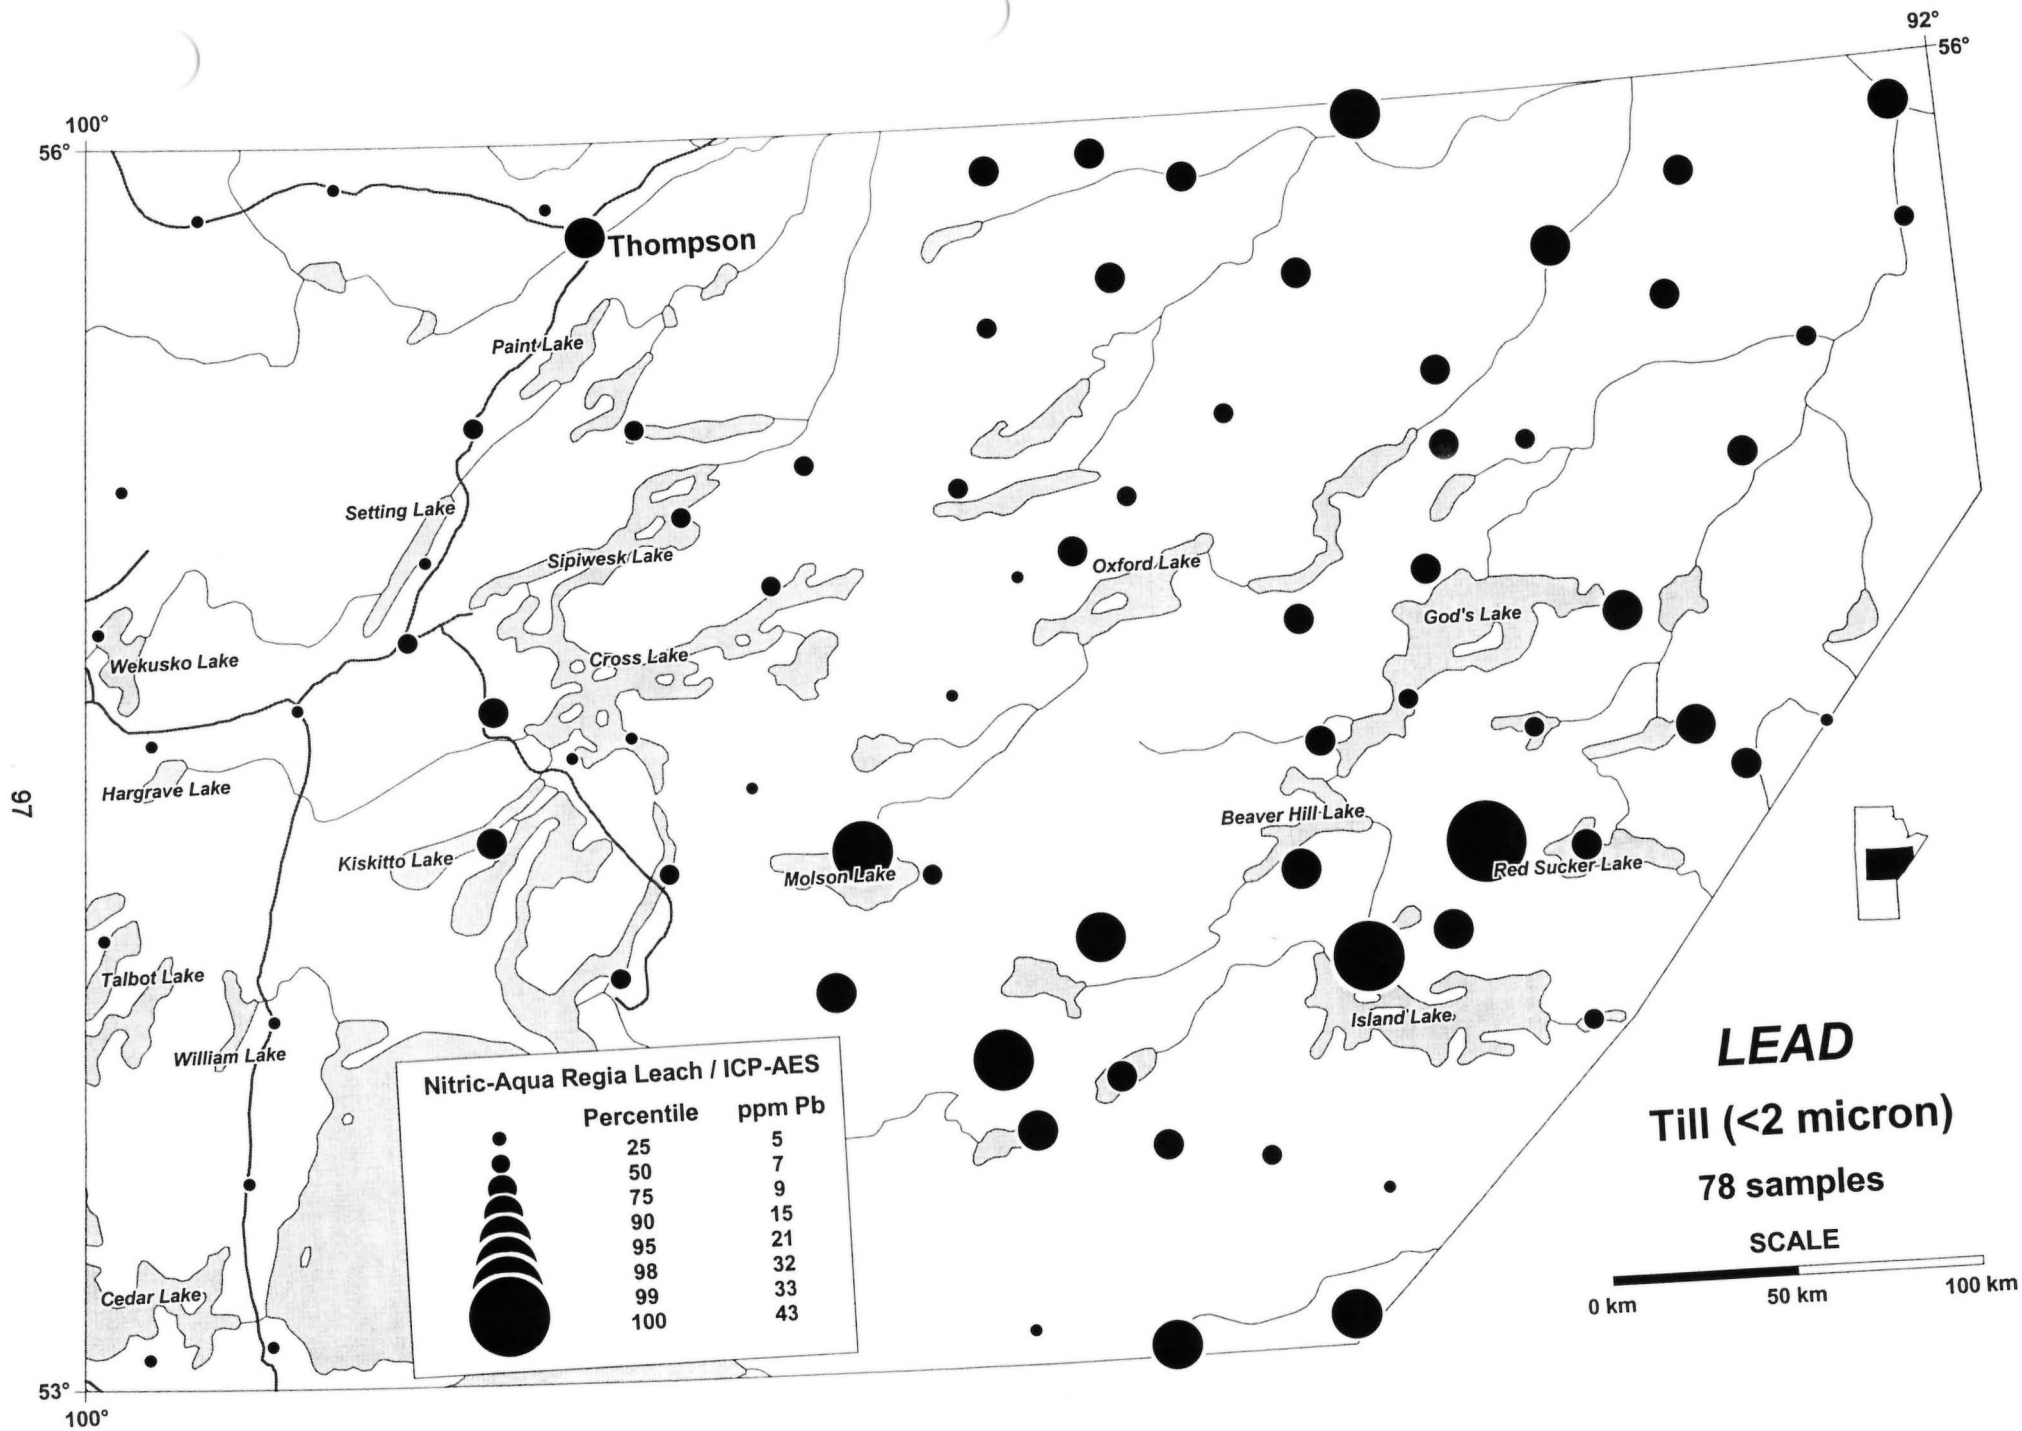 92°
56°
100°
56°
Thompson
Paint Lake
Setting Lake
Sipiwesk Lake
Oxford Lake
God's Lake
Cross Lake
Wekusko Lake
Hargrave Lake
Beaver Hill Lake
Kiskitto Lake
Molson Lake
Red Sucker Lake
97
Talbot Lake
William Lake
Island Lake
Cedar Lake
Nitric-Aqua Regia Leach / ICP-AES
Percentile ppm Pb
25 5
50 7
75 9
90 15
95 21
98 32
99 33
100 43
LEAD
Till (<2 micron)
78 samples
SCALE
0 km 50 km 100 km
53°
100°